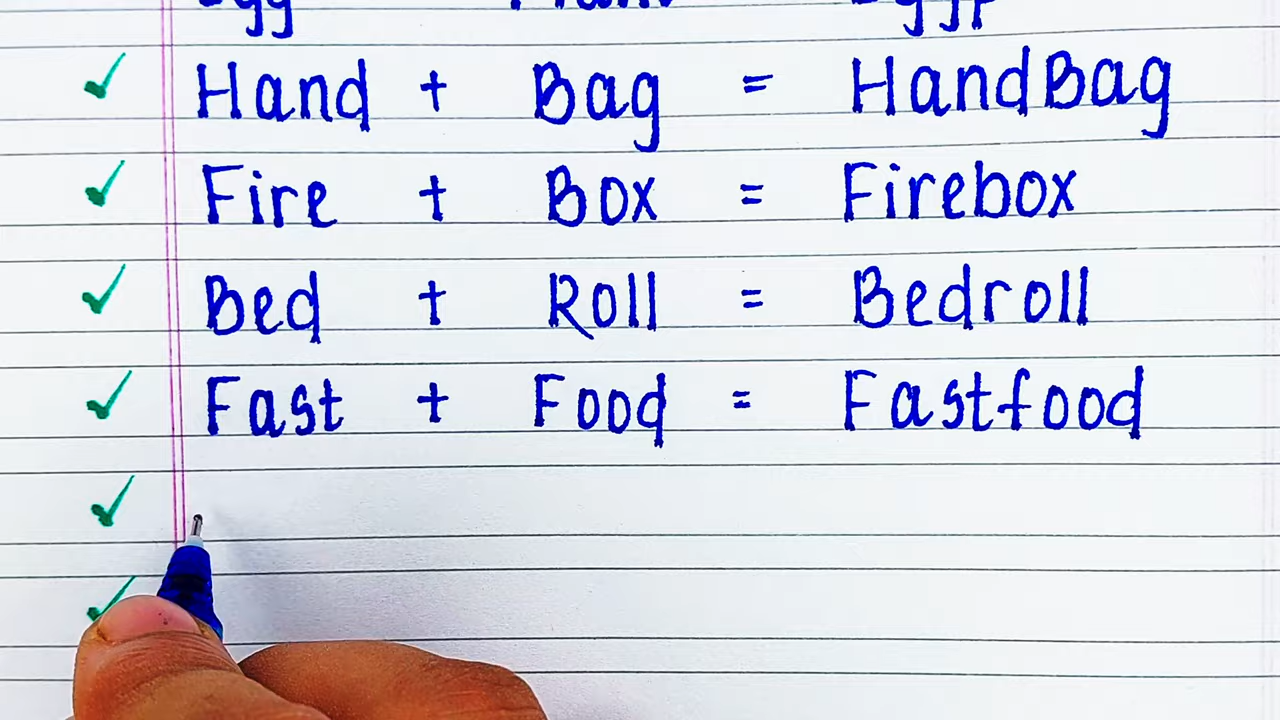 Hand + Bag = HandBag
Fire + Box = Firebox
Bed + Roll = Bedroll
Fast + Food = Fastfood